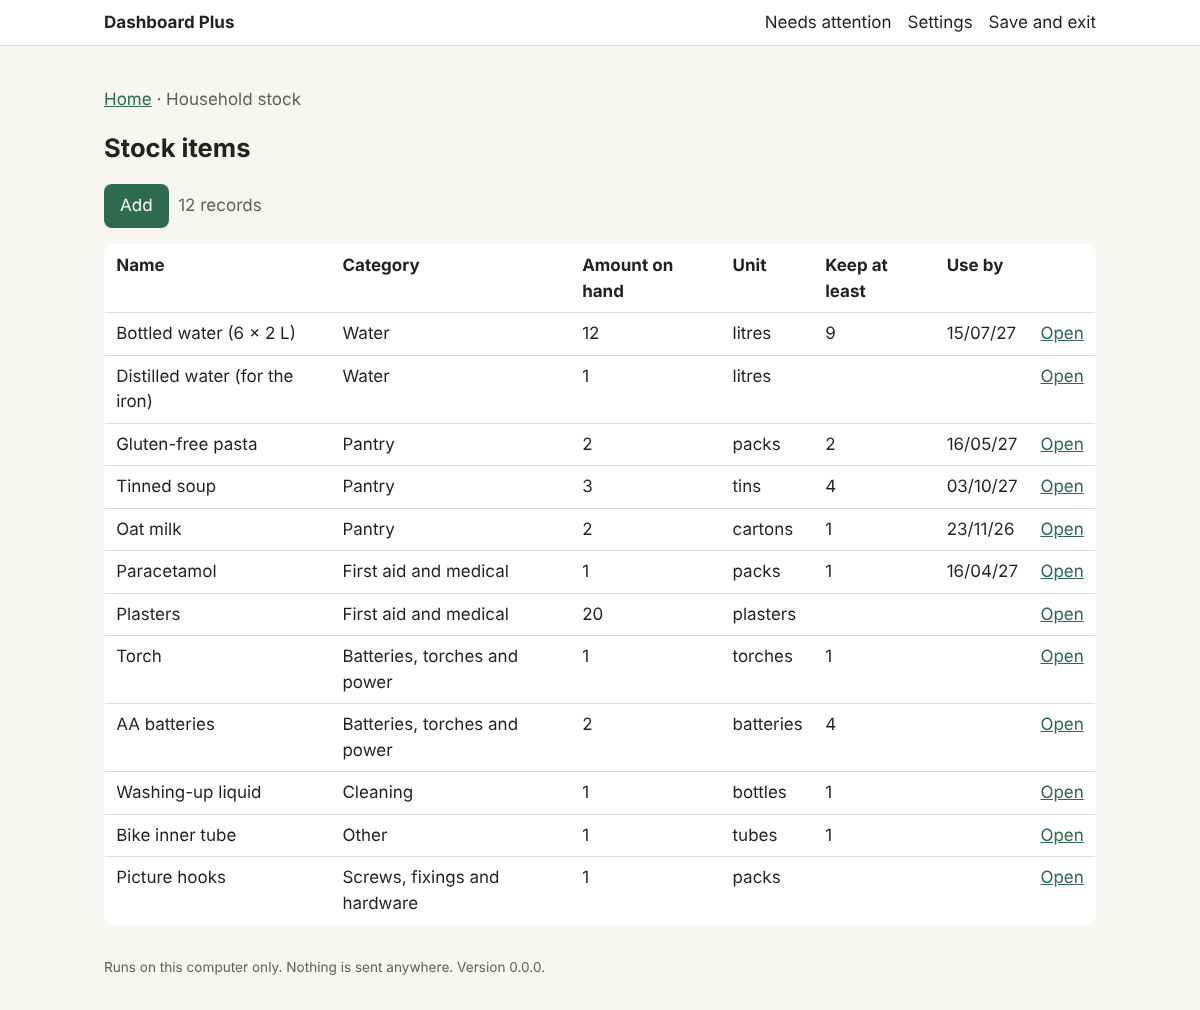 Dashboard Plus Needs attention Settings Save and exit
Home · Household stock
Stock items
Add 12 records
Name Category Amount on hand Unit Keep at least Use by
Bottled water (6 × 2 L) Water 12 litres 9 15/07/27 Open
Distilled water (for the iron) Water 1 litres Open
Gluten-free pasta Pantry 2 packs 2 16/05/27 Open
Tinned soup Pantry 3 tins 4 03/10/27 Open
Oat milk Pantry 2 cartons 1 23/11/26 Open
Paracetamol First aid and medical 1 packs 1 16/04/27 Open
Plasters First aid and medical 20 plasters Open
Torch Batteries, torches and power 1 torches 1 Open
AA batteries Batteries, torches and power 2 batteries 4 Open
Washing-up liquid Cleaning 1 bottles 1 Open
Bike inner tube Other 1 tubes 1 Open
Picture hooks Screws, fixings and hardware 1 packs Open
Runs on this computer only. Nothing is sent anywhere. Version 0.0.0.